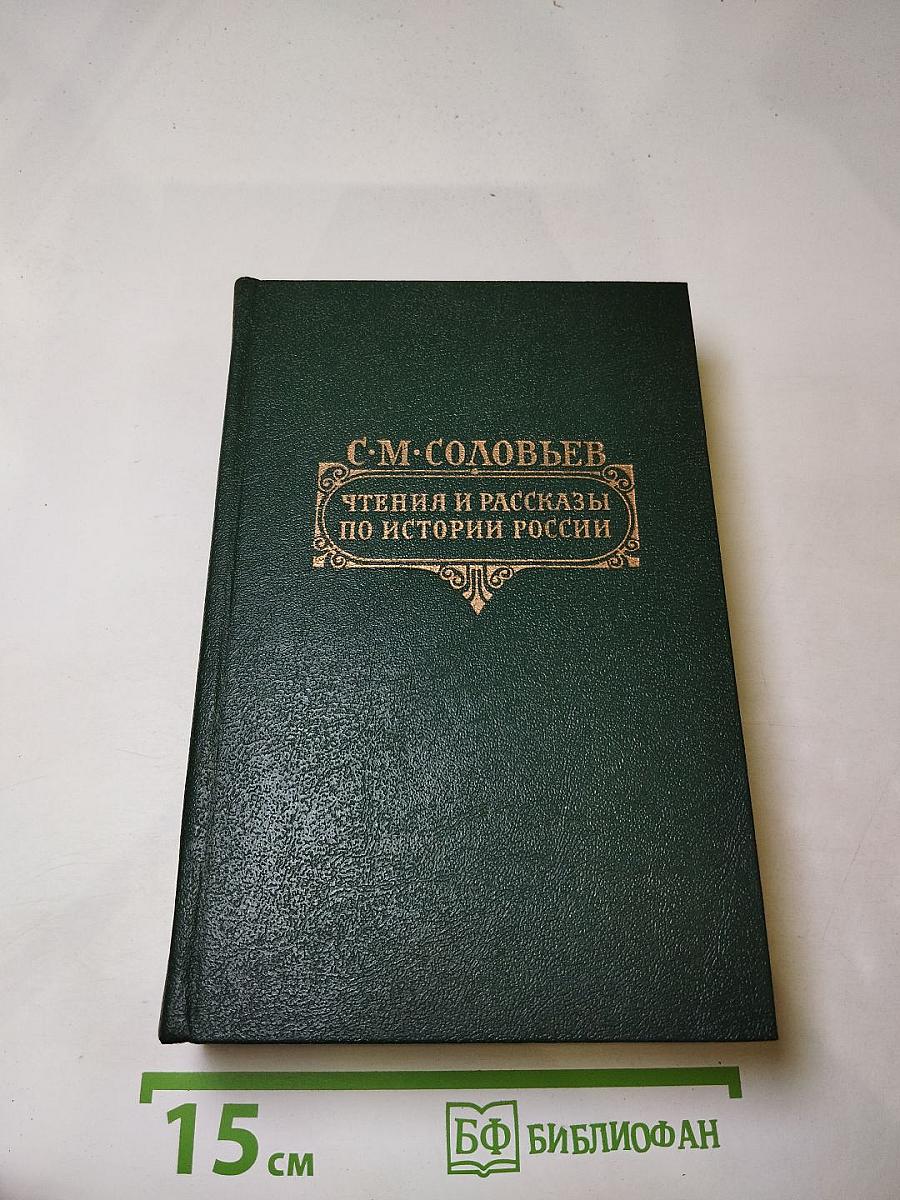 С·М·СОЛОВЬЕВ
ЧТЕНИЯ И РАССКАЗЫ
ПО ИСТОРИИ РОССИИ
15 см
БФ БИБЛИОФАН